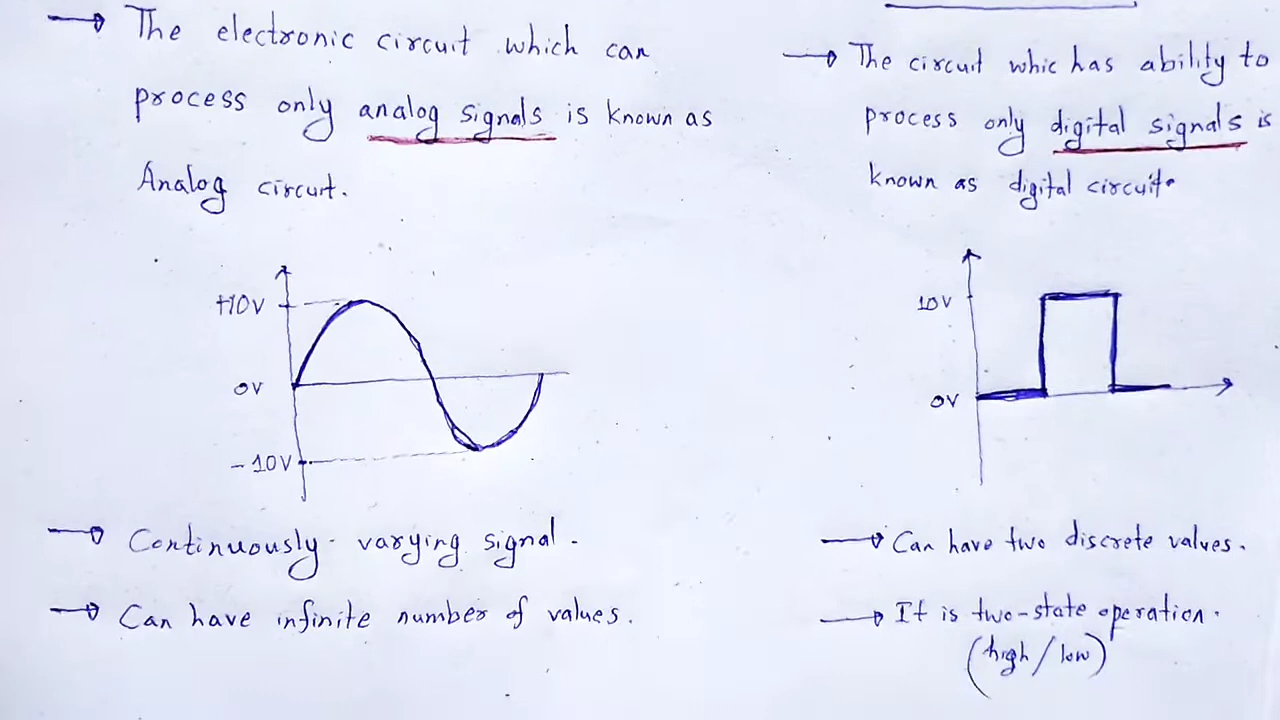 → The electronic circuit which can
process only analog signals is known as
Analog circuit.
+10V
0V
-10V
→ Continuously varying signal.
→ Can have infinite number of values.
→ The circuit whic has ability to
process only digital signals is
known as digital circuit.
10V
0V
→ Can have two discrete values.
→ It is two-state operation.
(high/low)